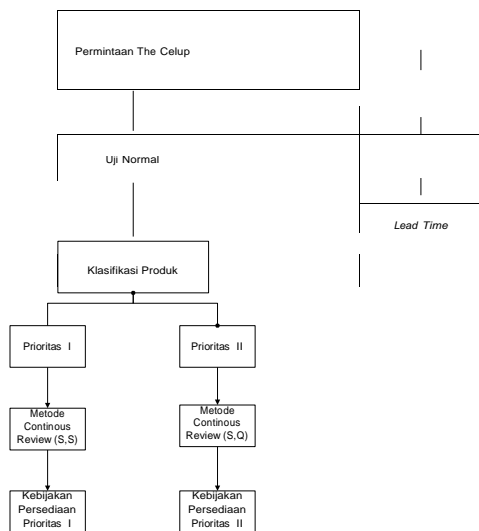 Permintaan The Celup
Uji Normal
Lead Time
Klasifikasi Produk
Prioritas I
Prioritas II
Metode
Continous
Review (S,S)
Metode
Continous
Review (S,Q)
Kebijakan
Persediaan
Prioritas I
Kebijakan
Persediaan
Prioritas II